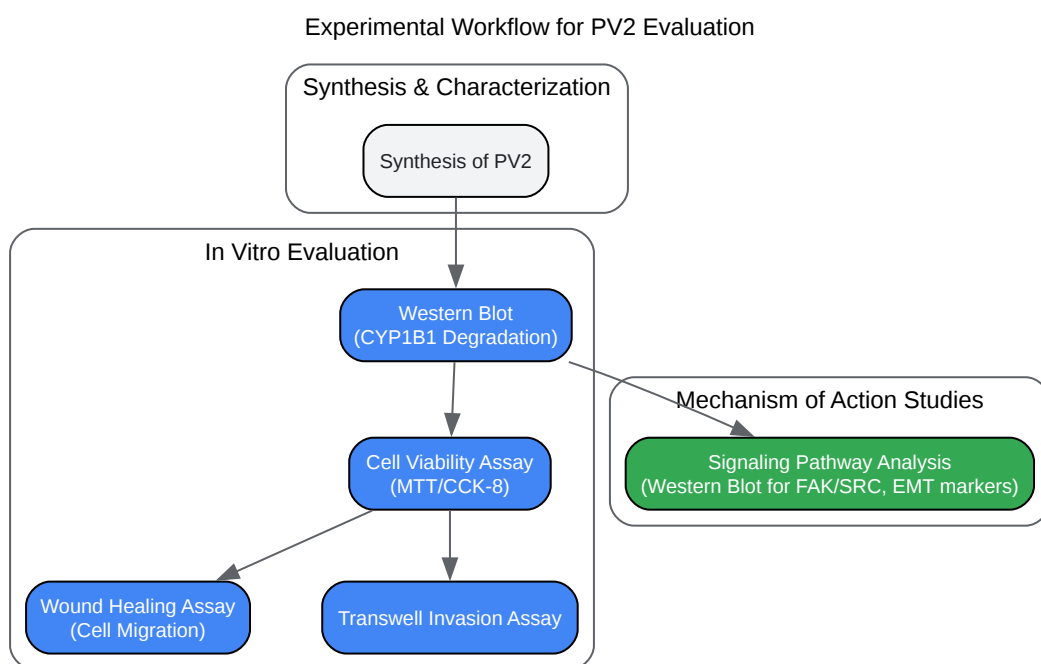 Experimental Workflow for PV2 Evaluation
Synthesis & Characterization
Synthesis of PV2
In Vitro Evaluation
Western Blot
(CYP1B1 Degradation)
Mechanism of Action Studies
Cell Viability Assay
(MTT/CCK-8)
Signaling Pathway Analysis
(Western Blot for FAK/SRC, EMT markers)
Wound Healing Assay
(Cell Migration)
Transwell Invasion Assay